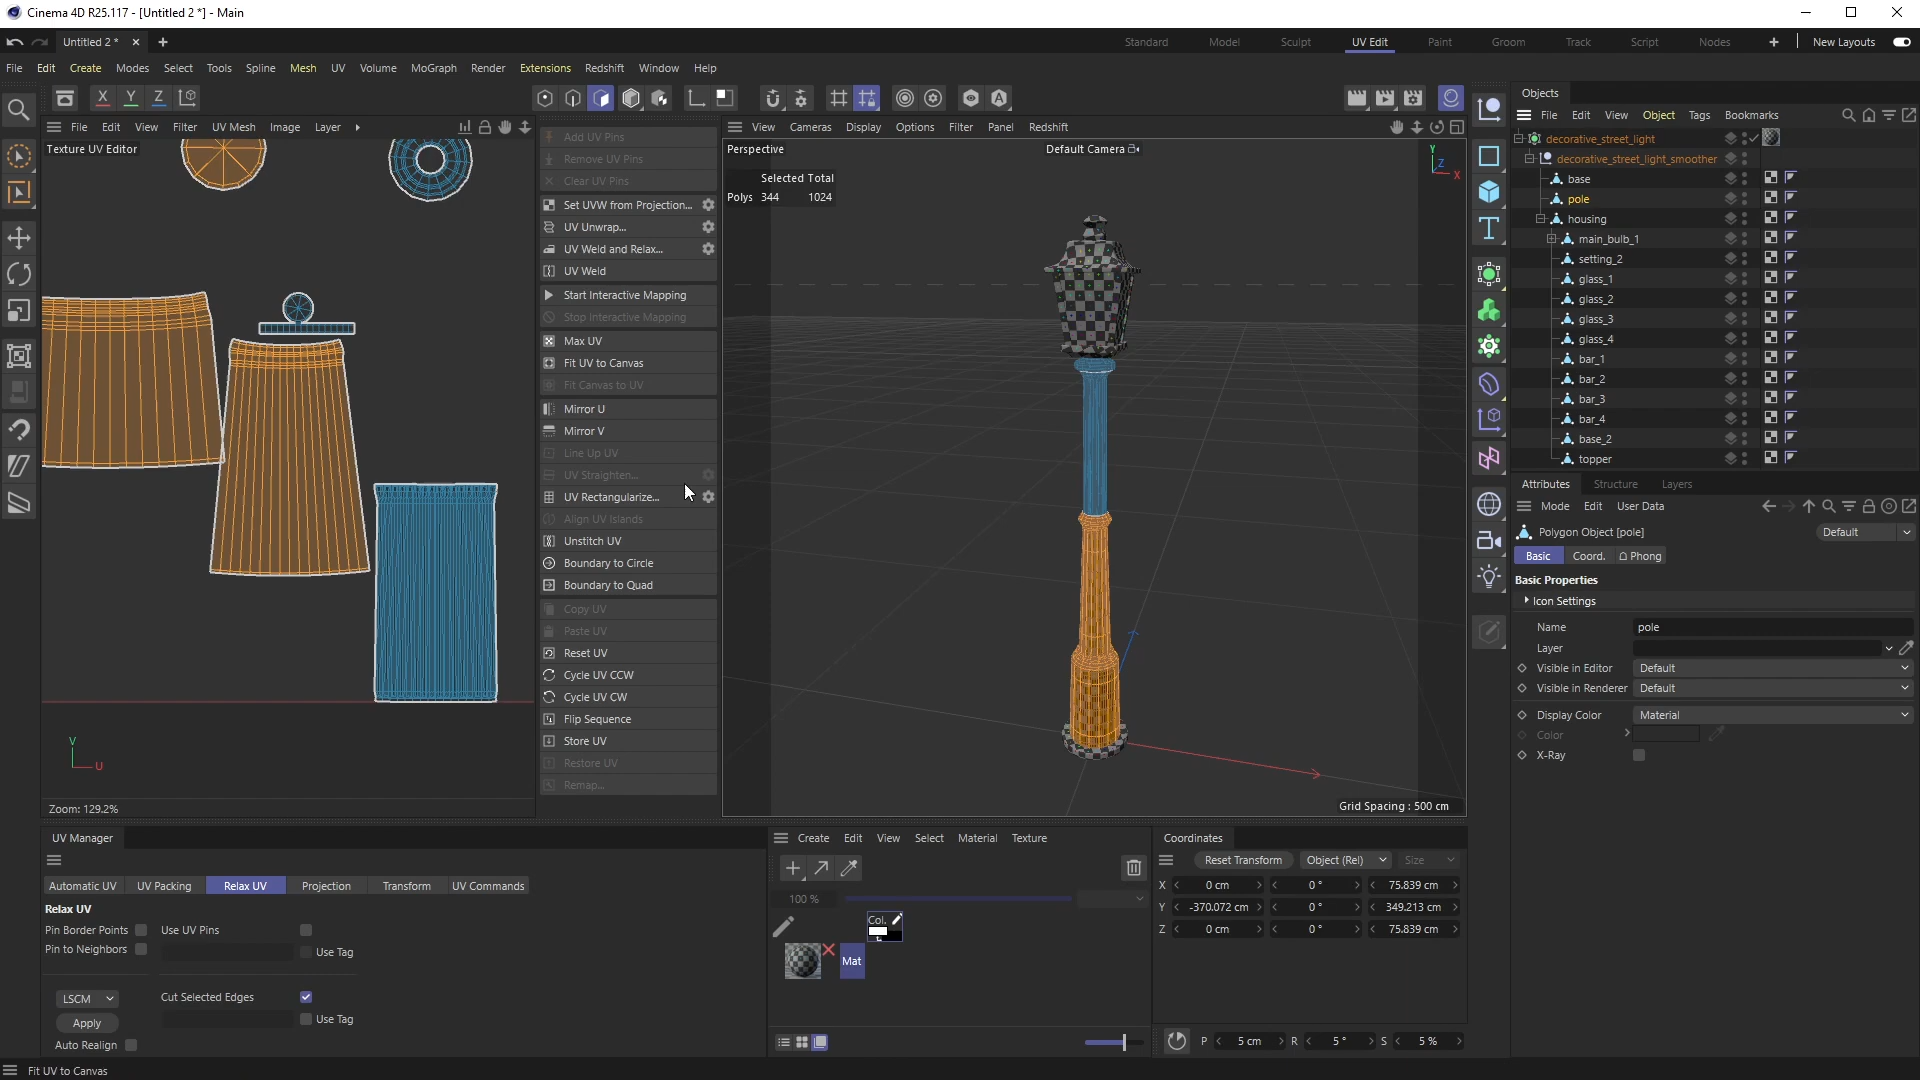 Cinema 4D R25.117 - [Untitled 2 *] - Main
Untitled 2 *
Standard Model Sculpt UV Edit Paint Groom Track Script Nodes New Layouts
File Edit Create Modes Select Tools Spline Mesh UV Volume MoGraph Render Extensions Redshift Window Help
X Y Z
File Edit View Filter UV Mesh Image Layer
Texture UV Editor
V
U
Zoom: 129.2%
Add UV Pins
Remove UV Pins
Clear UV Pins
Set UVW from Projection...
UV Unwrap...
UV Weld and Relax...
UV Weld
Start Interactive Mapping
Stop Interactive Mapping
Max UV
Fit UV to Canvas
Fit Canvas to UV
Mirror U
Mirror V
Line Up UV
UV Straighten...
UV Rectangularize...
Align UV Islands
Unstitch UV
Boundary to Circle
Boundary to Quad
Copy UV
Paste UV
Reset UV
Cycle UV CCW
Cycle UV CW
Flip Sequence
Store UV
Restore UV
Remap...
View Cameras Display Options Filter Panel Redshift
Perspective
Default Camera
Y
Z
X
Selected Total
Polys 344 1024
Grid Spacing : 500 cm
Objects
File Edit View Object Tags Bookmarks
decorative_street_light
decorative_street_light_smoother
base
pole
housing
main_bulb_1
setting_2
glass_1
glass_2
glass_3
glass_4
bar_1
bar_2
bar_3
bar_4
base_2
topper
Attributes Structure Layers
Mode Edit User Data
Polygon Object [pole]
Default
Basic Coord. Phong
Basic Properties
Icon Settings
Name pole
Layer
Visible in Editor Default
Visible in Renderer Default
Display Color Material
Color
X-Ray
UV Manager
Automatic UV UV Packing Relax UV Projection Transform UV Commands
Relax UV
Pin Border Points Use UV Pins
Pin to Neighbors Use Tag
LSCM Cut Selected Edges
Apply Use Tag
Auto Realign
Create Edit View Select Material Texture
100 %
Col.
Mat
Coordinates
Reset Transform Object (Rel) Size
X 0 cm 0 ° 75.839 cm
Y -370.072 cm 0 ° 349.213 cm
Z 0 cm 0 ° 75.839 cm
P 5 cm R 5 ° S 5 %
Fit UV to Canvas